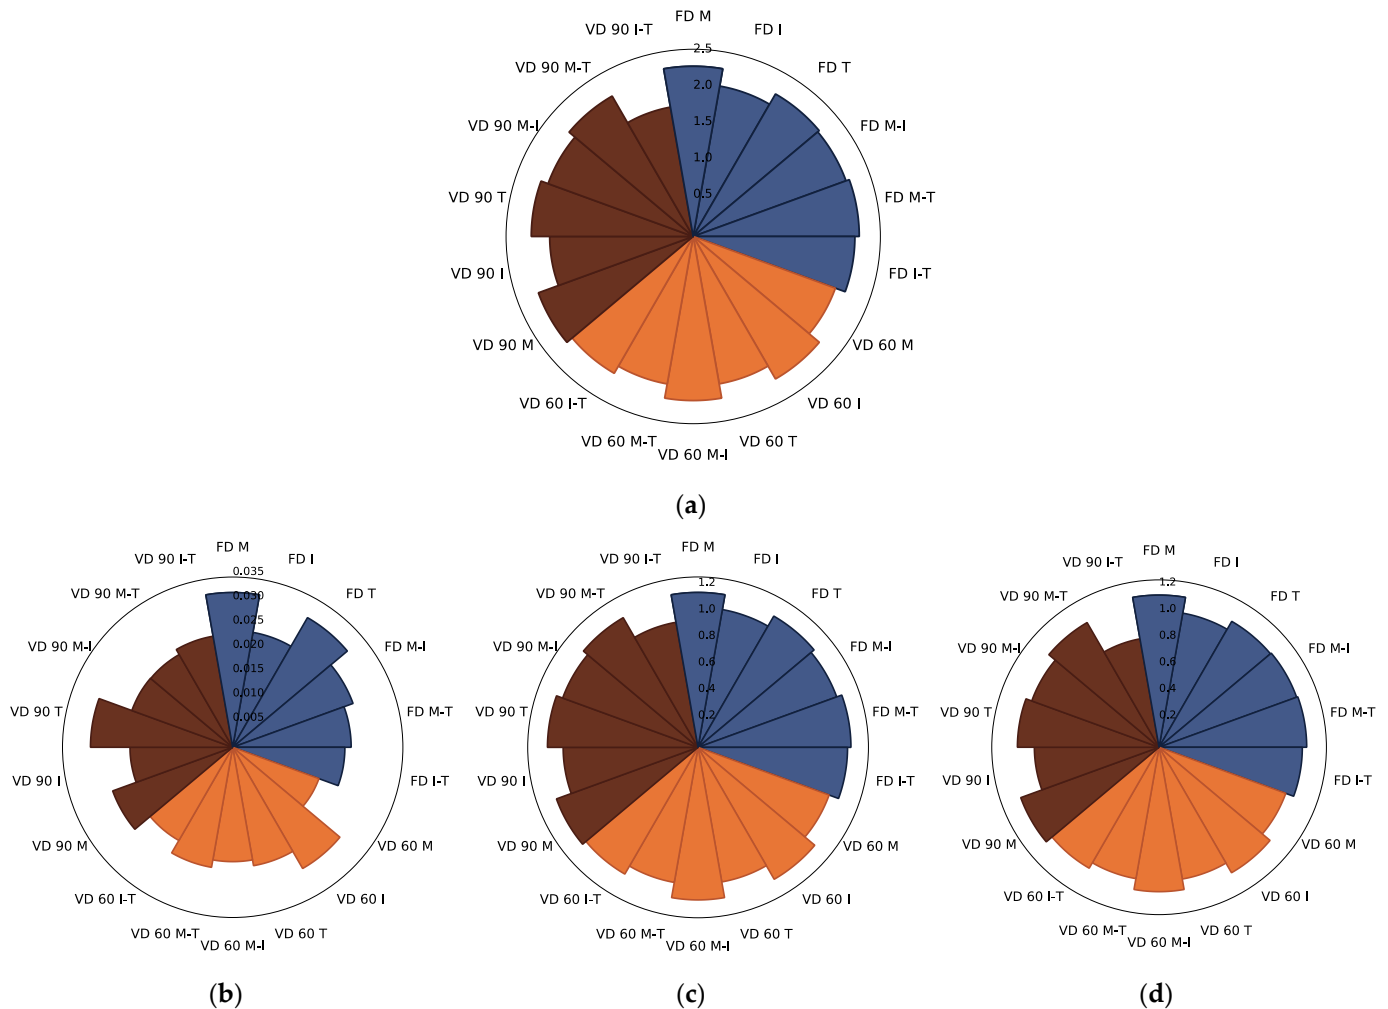 FD M
VD 90 I-T
FD I
2.5
VD 90 M-T
FD T
2.0
VD 90 M-I
1.5
FD M-I
1.0
VD 90 T
0.5
FD M-T
VD 90 I
FD I-T
VD 90 M
VD 60 M
VD 60 I-T
VD 60 I
VD 60 M-T
VD 60 T
VD 60 M-I
(a)
FD M
VD 90 I-T
FD I
0.035
VD 90 M-T
0.030
FD T
0.025
VD 90 M-I
0.020
FD M-I
0.015
0.010
VD 90 T
0.005
FD M-T
VD 90 I
FD I-T
VD 90 M
VD 60 M
VD 60 I-T
VD 60 I
VD 60 M-T
VD 60 T
VD 60 M-I
(b)
FD M
VD 90 I-T
FD I
1.2
VD 90 M-T
1.0
FD T
0.8
VD 90 M-I
0.6
FD M-I
0.4
VD 90 T
0.2
FD M-T
VD 90 I
FD I-T
VD 90 M
VD 60 M
VD 60 I-T
VD 60 I
VD 60 M-T
VD 60 T
VD 60 M-I
(c)
FD M
VD 90 I-T
FD I
1.2
VD 90 M-T
1.0
FD T
0.8
VD 90 M-I
0.6
FD M-I
0.4
VD 90 T
0.2
FD M-T
VD 90 I
FD I-T
VD 90 M
VD 60 M
VD 60 I-T
VD 60 I
VD 60 M-T
VD 60 T
VD 60 M-I
(d)